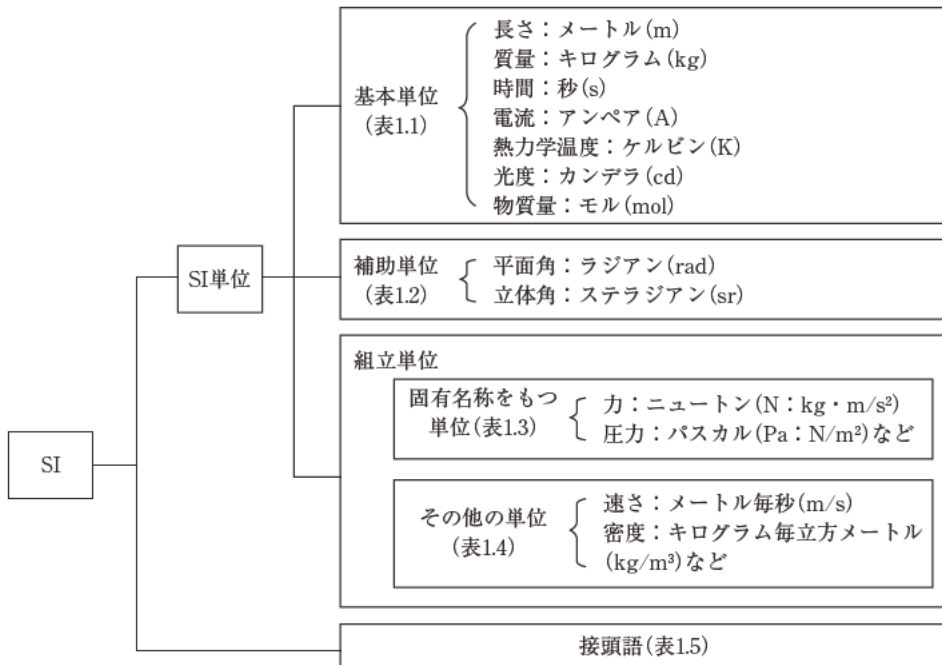 長さ：メートル(m)
質量：キログラム(kg)
時間：秒(s)
基本単位
(表1.1)
電流：アンペア(A)
熱力学温度：ケルビン(K)
光度：カンデラ(cd)
物質量：モル(mol)
SI単位
補助単位
(表1.2)
平面角：ラジアン(rad)
立体角：ステラジアン(sr)
組立単位
固有名称をもつ
単位(表1.3)
力：ニュートン(N：kg・m/s²)
圧力：パスカル(Pa：N/m²)など
SI
その他の単位
(表1.4)
速さ：メートル毎秒(m/s)
密度：キログラム毎立方メートル
(kg/m³)など
接頭語(表1.5)